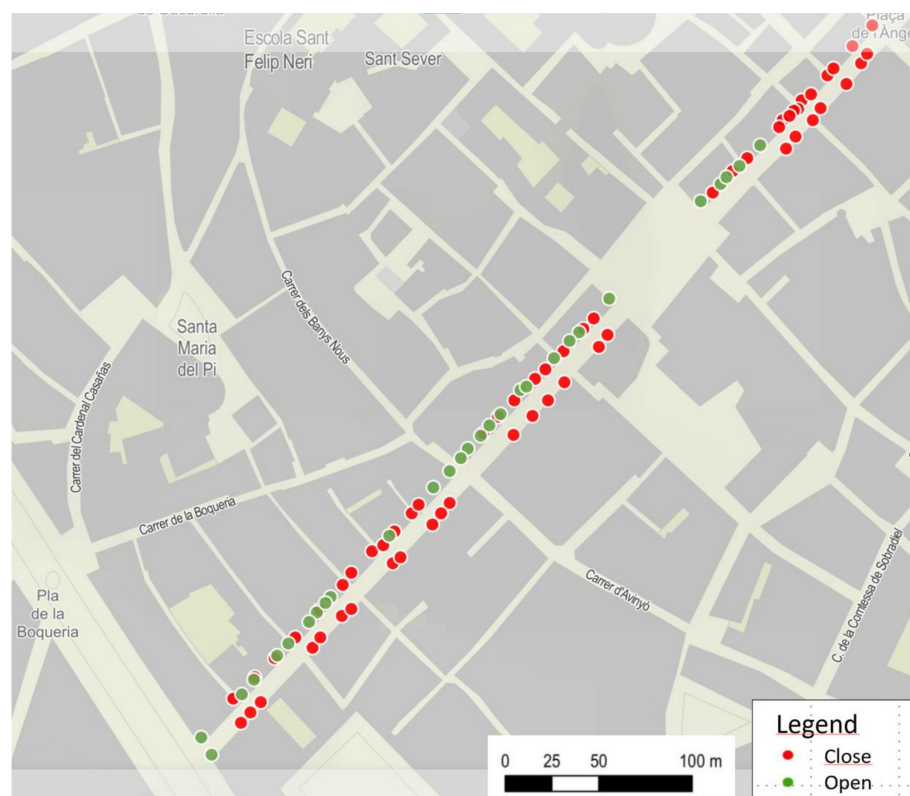 Plaça
de l'Ànge
Escola Sant
Felip Neri
Sant Sever
Carrer dels Banys Nous
Santa
Maria
del Pi
Carrer del Cardenal Casañas
Carrer de la Boqueria
Pla
de la
Boqueria
Carrer d'Avinyó
C. de la Comtessa de Sobradiel
Legend
Close
Open
0 25 50 100 m